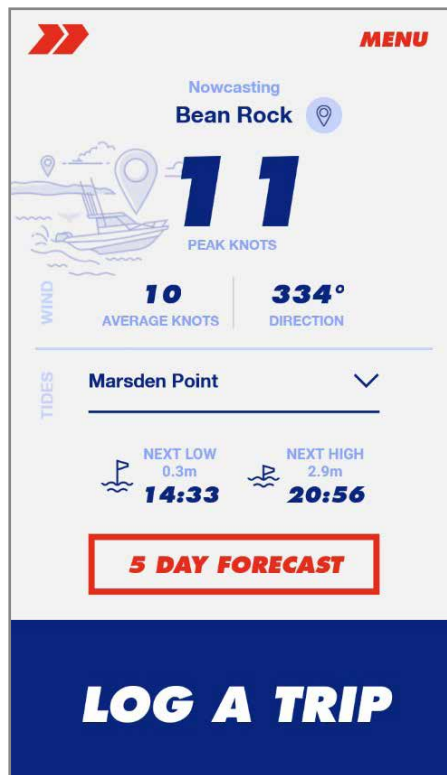 MENU
Nowcasting
Bean Rock
11
PEAK KNOTS
WIND
10
AVERAGE KNOTS
334°
DIRECTION
TIDES
Marsden Point
NEXT LOW
0.3m
14:33
NEXT HIGH
2.9m
20:56
5 DAY FORECAST
LOG A TRIP